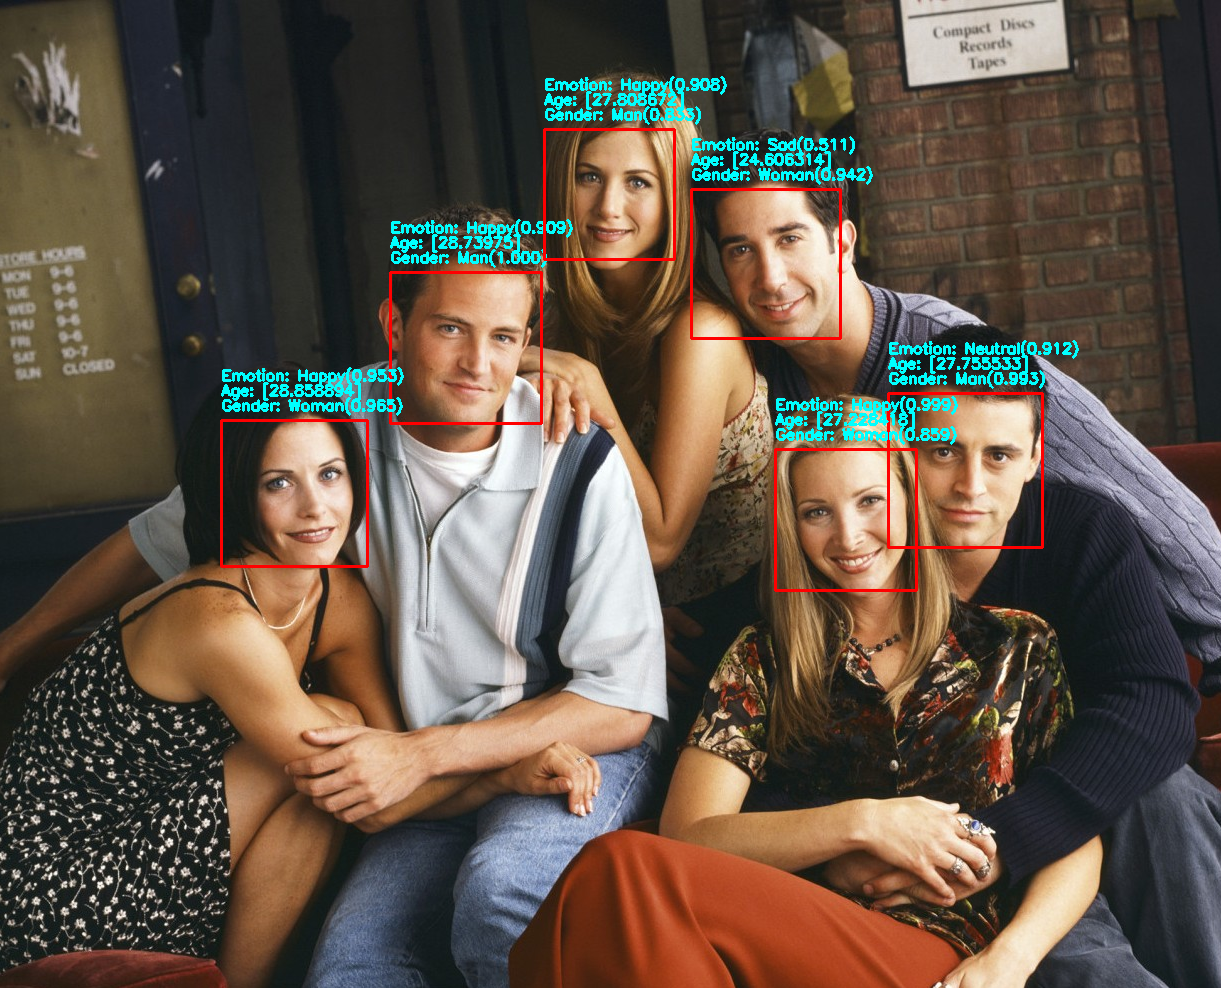 Compact Discs
Records
Tapes
Emotion: Happy(0.908)
Age: [27.808672]
Gender: Man(0.833)
Emotion: Sad(0.511)
Age: [24.606314]
Gender: Woman(0.942)
Emotion: Happy(0.909)
Age: [28.73975]
Gender: Man(1.000)
STORE HOURS
MON 9-6
TUE 9-6
WED 9-6
THU 9-6
FRI 9-6
SAT 10-7
SUN CLOSED
Emotion: Neutral(0.912)
Age: [27.755533]
Gender: Man(0.993)
Emotion: Happy(0.953)
Age: [28.858894]
Gender: Woman(0.965)
Emotion: Happy(0.999)
Age: [27.226418]
Gender: Woman(0.859)